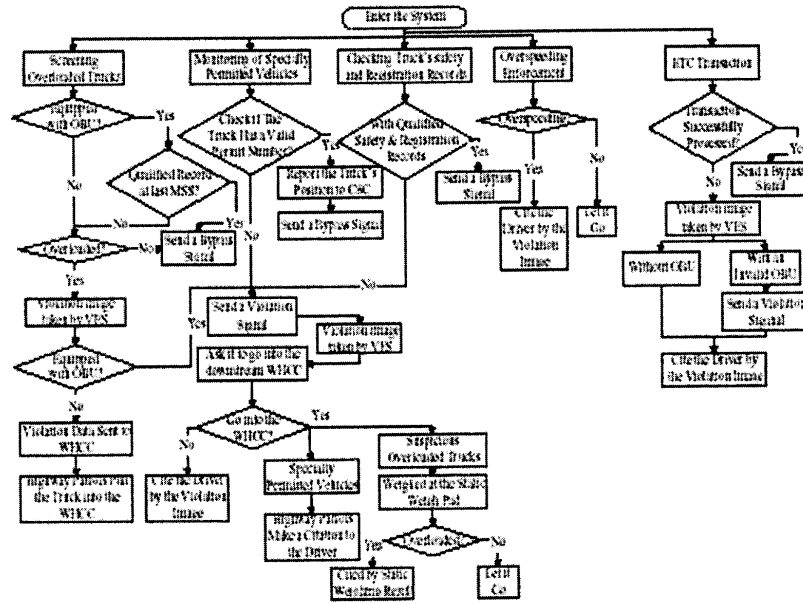 Enter the System
Screening
Overloaded Trucks
Monitoring of Specially
Permitted Vehicles
Checking Truck's safety
and Registration Records
Overspeeding
Enforcement
ETC Transaction
Equipped
with OBU?
Yes
No
Qualified Record
at last MSS?
No
Yes
Check if The
Truck Has a Valid
Permit Number?
Yes
No
Report the Truck's
Position to CSC
Send a Bypass Signal
With Qualified
Safety & Registration
Records
Yes
No
Send a Bypass
Signal
Overspeeding
Yes
No
Cite the
Driver by the
Violation
Image
Let it
Go
Transaction
Successfully
Processed?
Yes
No
Send a Bypass
Signal
Violation image
taken by VES
Without OBU
With an
Invalid OBU
Send a Violation
Signal
Cite the Driver by
the Violation Image
Overloaded?
No
Yes
Send a Bypass
Signal
Violation image
taken by VES
Equipped
with OBU?
Yes
No
Violation Data Sent to
WHCC
Highway Patrols Pull
the Truck into the
WHCC
Send a Violation
Signal
Violation image
taken by VES
Ask it to go into the
downstream WHCC
Go into the
WHCC?
No
Yes
Cite the Driver
by the Violation
Image
Specialty
Permitted Vehicles
Highway Patrols
Make a Citation to
the Driver
Suspicious
Overloaded Trucks
Weighed at the Static
Weigh Pad
Overloaded?
Yes
No
Cited by Static
Let it
Go